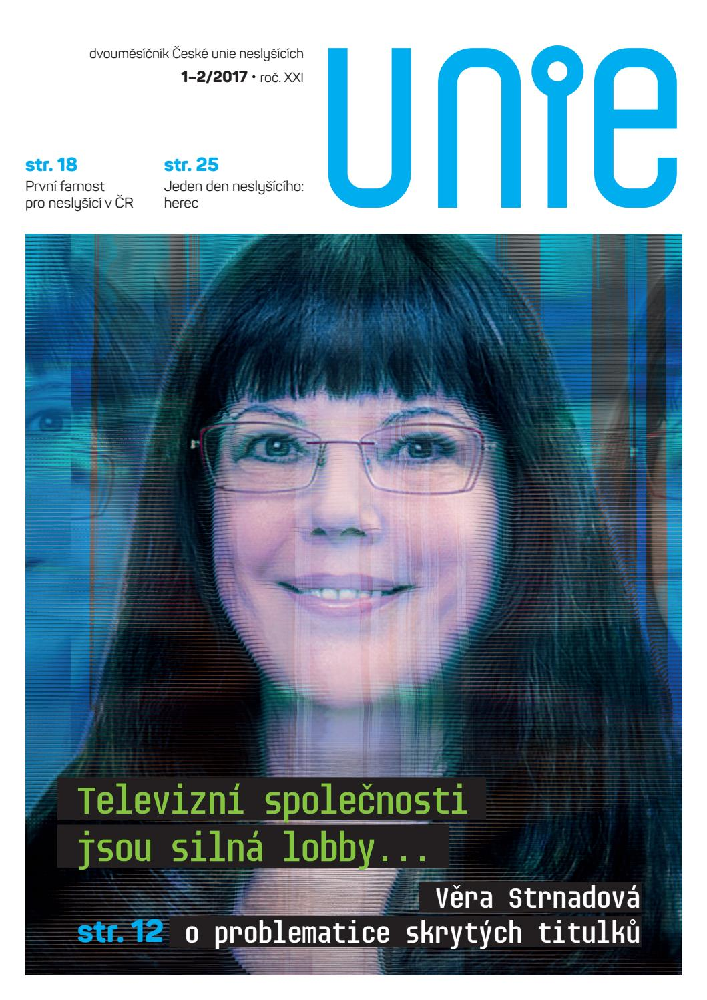 dvouměsíčník České unie neslyšících
1–2/2017 • roč. XXI
unie
str. 18
První farnost
pro neslyšící v ČR
str. 25
Jeden den neslyšícího:
herec
Televizní společnosti
jsou silná lobby...
Věra Strnadová
str. 12 o problematice skrytých titulků